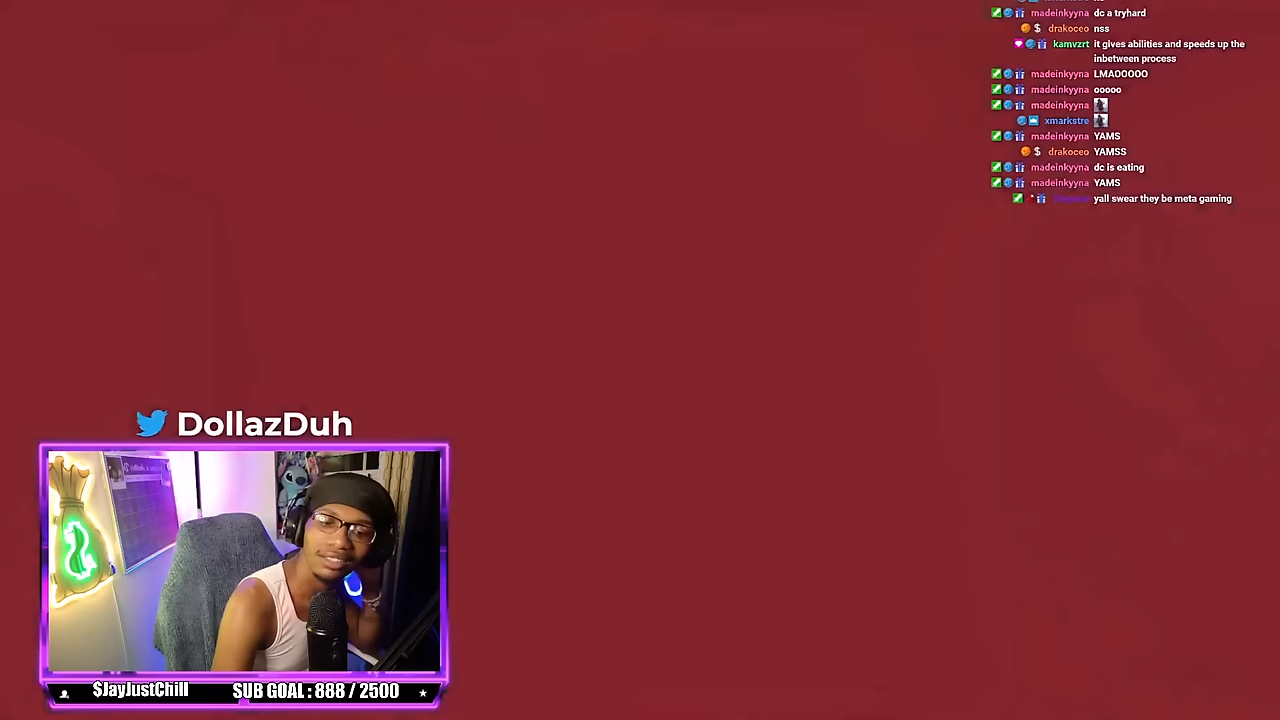 madeinkyyna dc a tryhard
drakoceo nss
kamvzrt it gives abilities and speeds up the
inbetween process
madeinkyyna LMAOOOOO
madeinkyyna ooooo
madeinkyyna
xmarkstre
madeinkyyna YAMS
drakoceo YAMSS
madeinkyyna dc is eating
madeinkyyna YAMS
yall swear they be meta gaming
DollazDuh
$JayJustChill
SUB GOAL : 888 / 2500